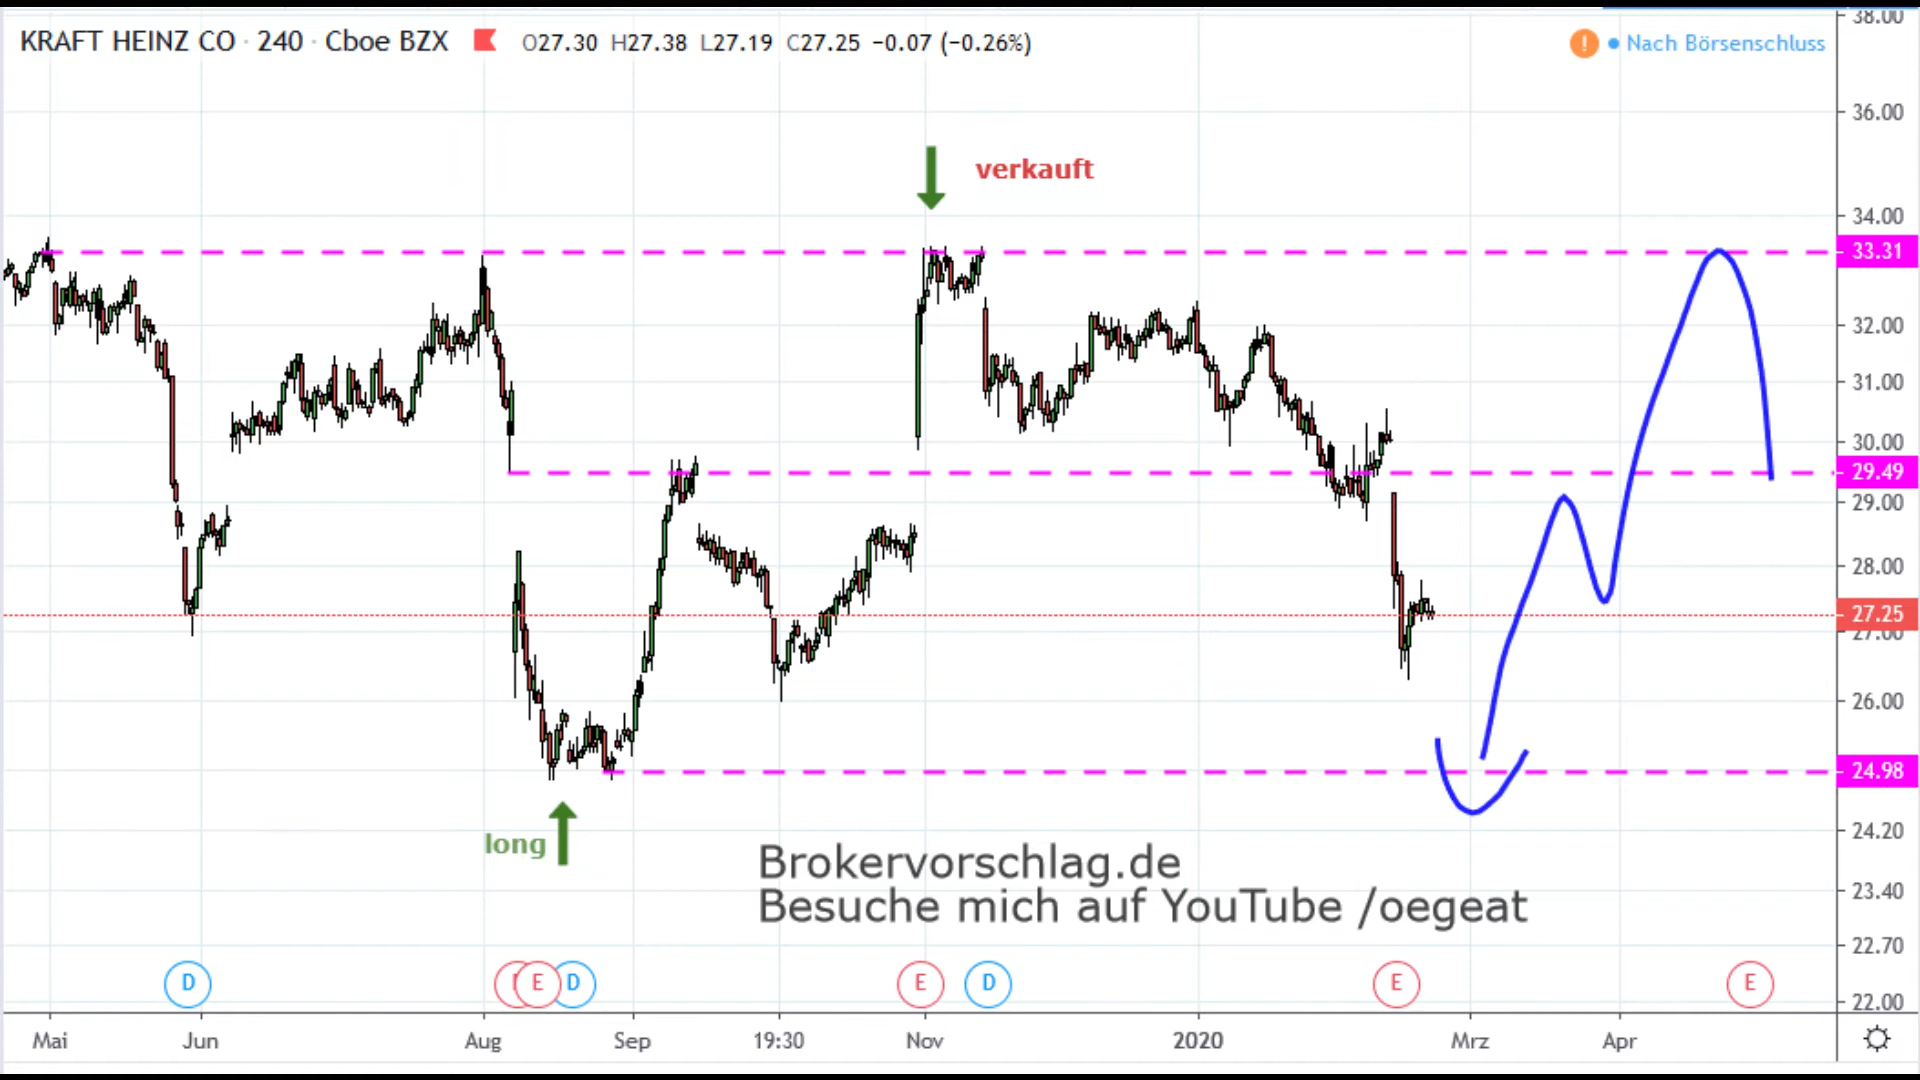 KRAFT HEINZ CO · 240 · Cboe BZX O27.30 H27.38 L27.19 C27.25 −0.07 (−0.26%)
! • Nach Börsenschluss
38.00
36.00
verkauft
34.00
33.31
32.00
31.00
30.00
29.49
29.00
28.00
27.25
27.00
26.00
24.98
24.20
long
Brokervorschlag.de
Besuche mich auf YouTube /oegeat
23.40
22.70
D E D E D E E
22.00
Mai Jun Aug Sep 19:30 Nov 2020 Mrz Apr